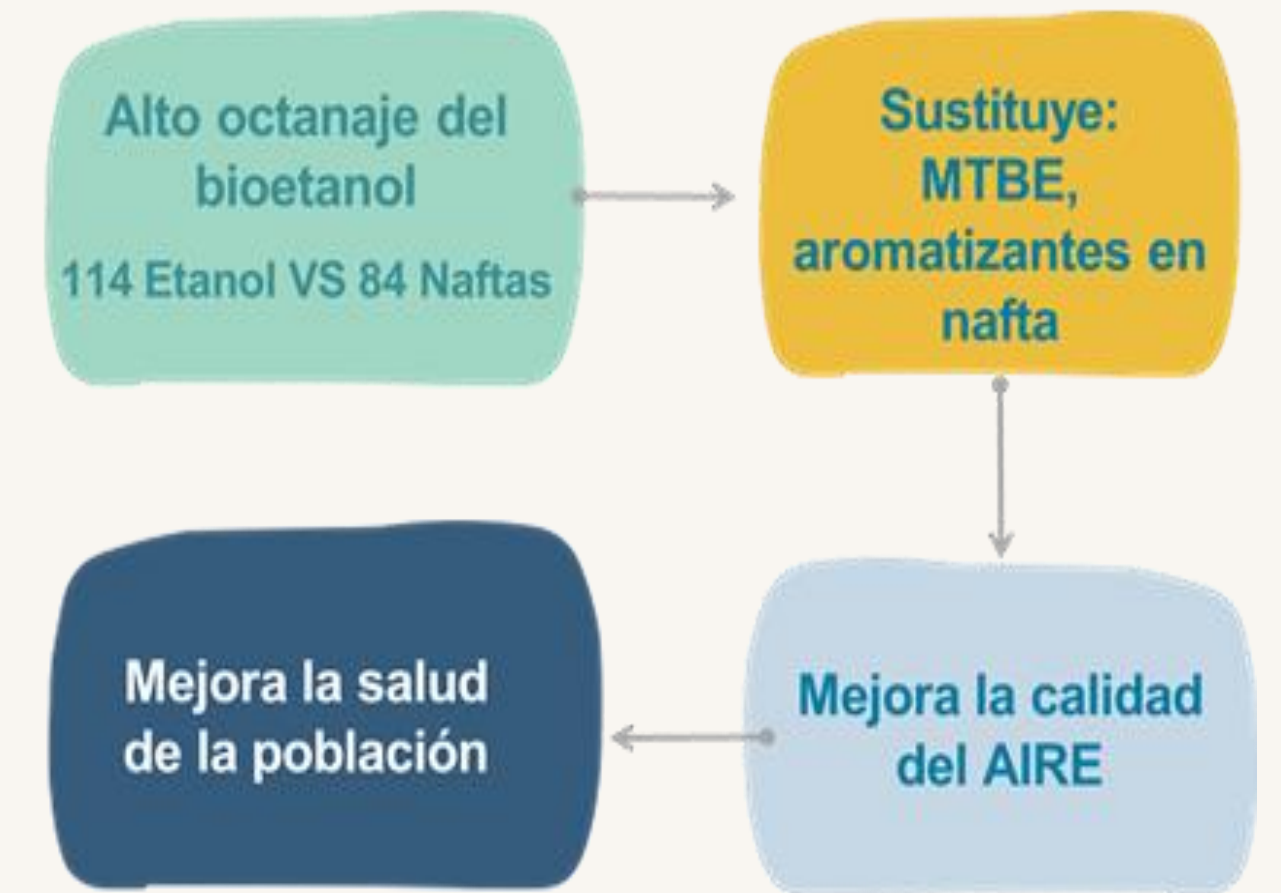 Alto octanaje del
bioetanol
114 Etanol VS 84 Naftas
Sustituye:
MTBE,
aromatizantes en
nafta
Mejora la calidad
del AIRE
Mejora la salud
de la población